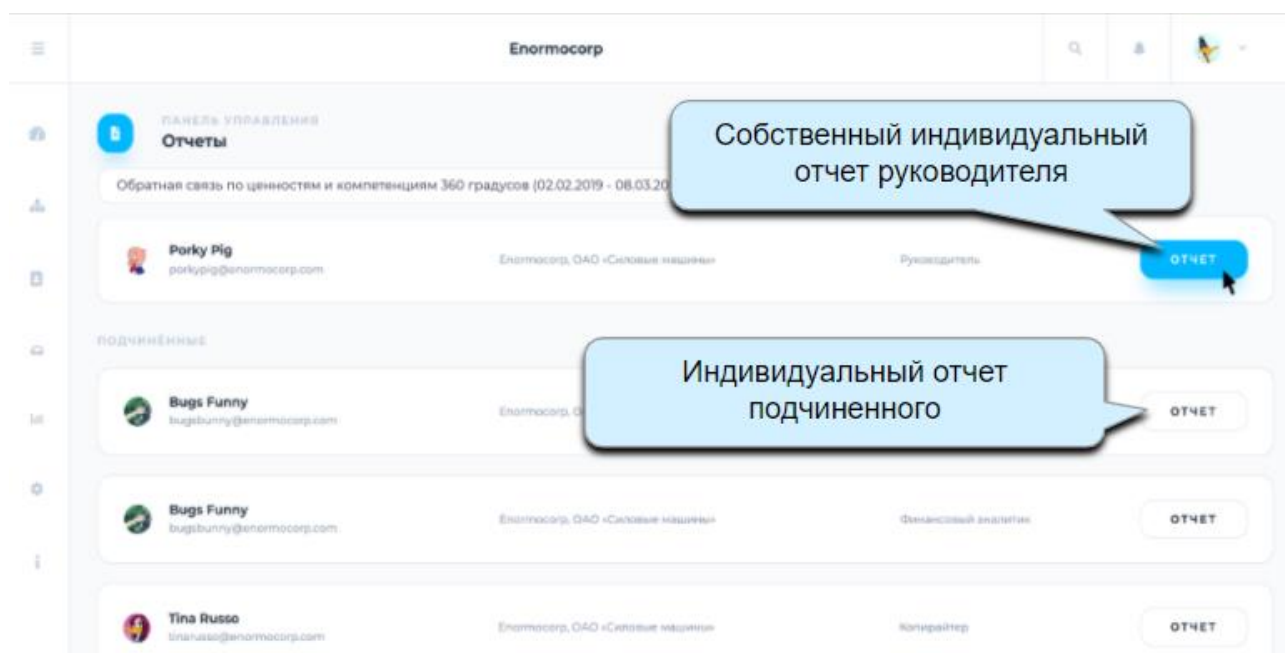 Enormocorp
ПАНЕЛЬ УПРАВЛЕНИЯ
Отчеты
Собственный индивидуальный
отчет руководителя
Обратная связь по ценностям и компетенциям 360 градусов (02.02.2019 - 08.03.20
Porky Pig
porkypig@enormocorp.com
Enormocorp, ОАО «Силовые машины»
Руководитель
ОТЧЕТ
ПОДЧИНЁННЫЕ
Индивидуальный отчет
подчиненного
Bugs Funny
bugsbunny@enormocorp.com
Enormocorp, О
ОТЧЕТ
Bugs Funny
bugsbunny@enormocorp.com
Enormocorp, ОАО «Силовые машины»
Финансовый аналитик
ОТЧЕТ
Tina Russo
tinarusso@enormocorp.com
Enormocorp, ОАО «Силовые машины»
Копирайтер
ОТЧЕТ